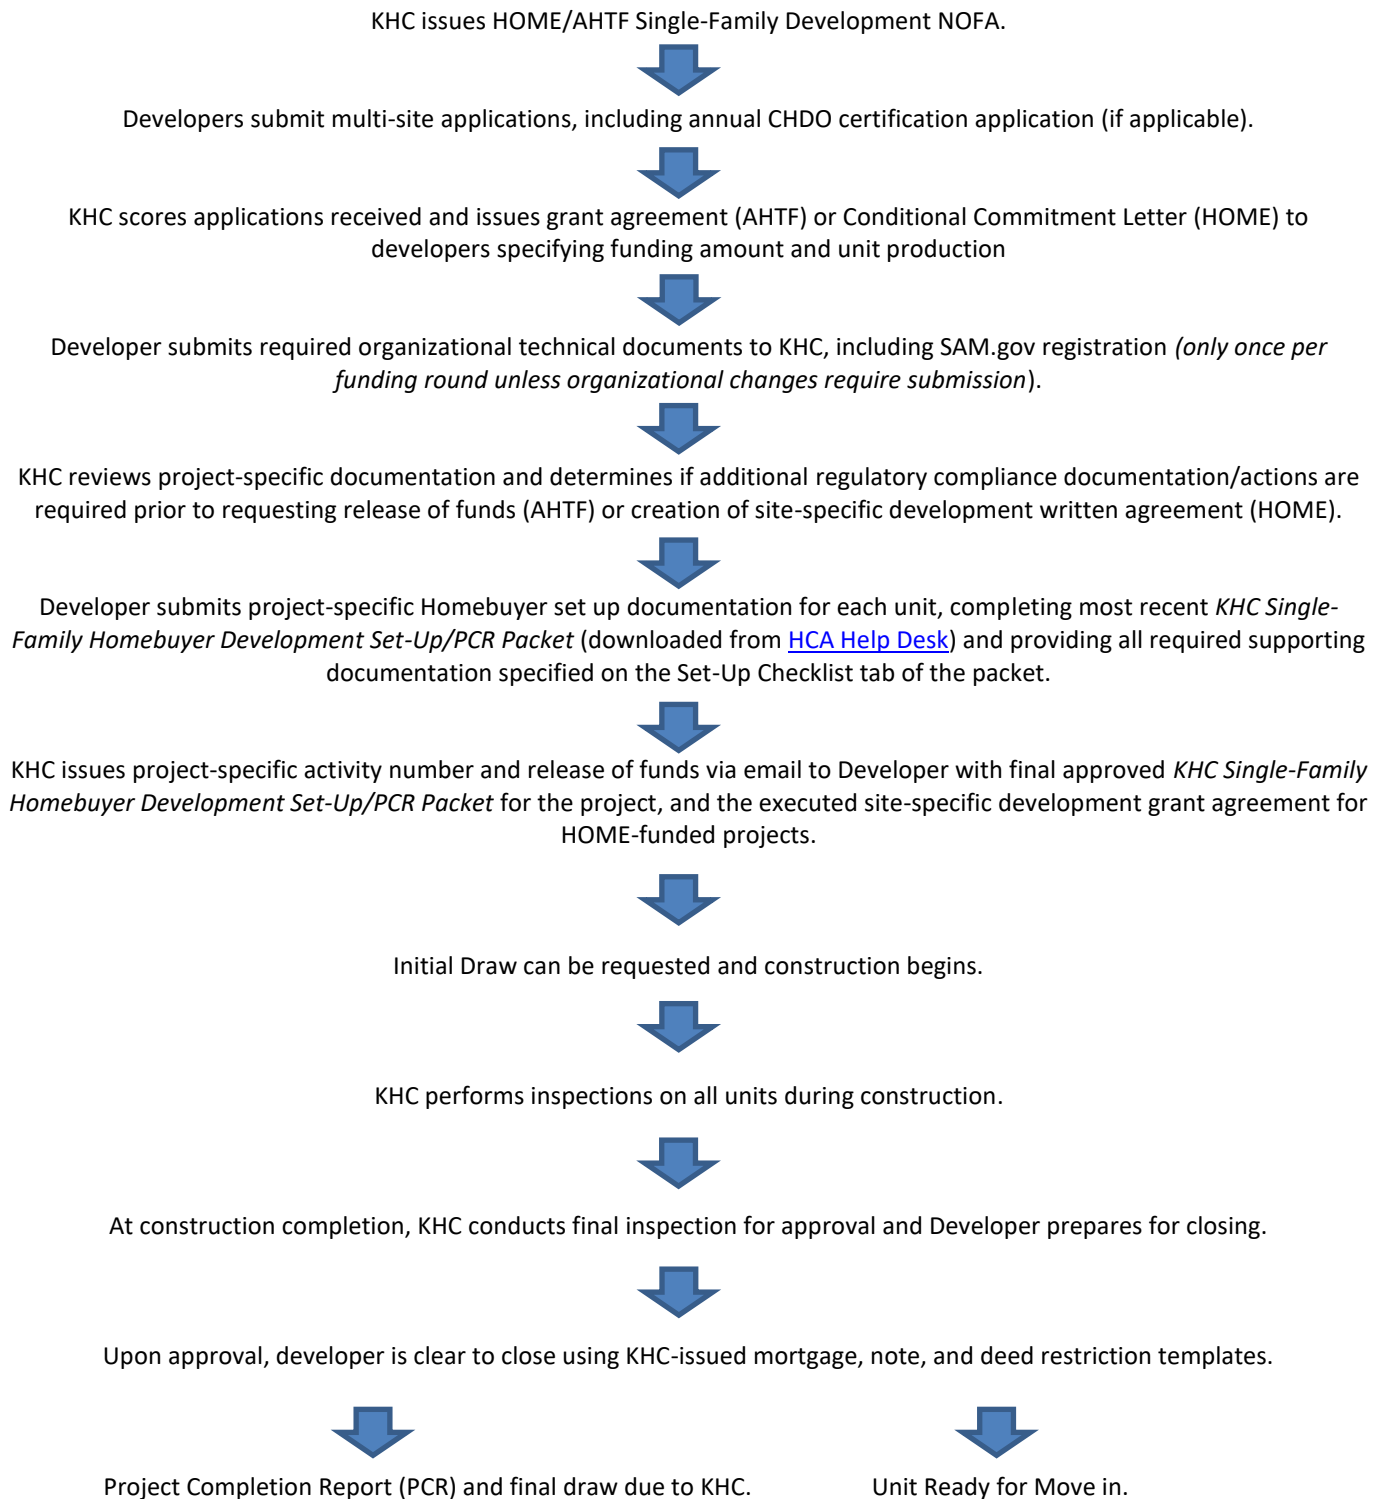 KHC issues HOME/AHTF Single-Family Development NOFA.
Developers submit multi-site applications, including annual CHDO certification application (if applicable).
KHC scores applications received and issues grant agreement (AHTF) or Conditional Commitment Letter (HOME) to
developers specifying funding amount and unit production
Developer submits required organizational technical documents to KHC, including SAM.gov registration (only once per
funding round unless organizational changes require submission).
KHC reviews project-specific documentation and determines if additional regulatory compliance documentation/actions are
required prior to requesting release of funds (AHTF) or creation of site-specific development written agreement (HOME).
Developer submits project-specific Homebuyer set up documentation for each unit, completing most recent KHC Single-
Family Homebuyer Development Set-Up/PCR Packet (downloaded from HCA Help Desk) and providing all required supporting
documentation specified on the Set-Up Checklist tab of the packet.
KHC issues project-specific activity number and release of funds via email to Developer with final approved KHC Single-Family
Homebuyer Development Set-Up/PCR Packet for the project, and the executed site-specific development grant agreement for
HOME-funded projects.
Initial Draw can be requested and construction begins.
KHC performs inspections on all units during construction.
At construction completion, KHC conducts final inspection for approval and Developer prepares for closing.
Upon approval, developer is clear to close using KHC-issued mortgage, note, and deed restriction templates.
Project Completion Report (PCR) and final draw due to KHC.
Unit Ready for Move in.